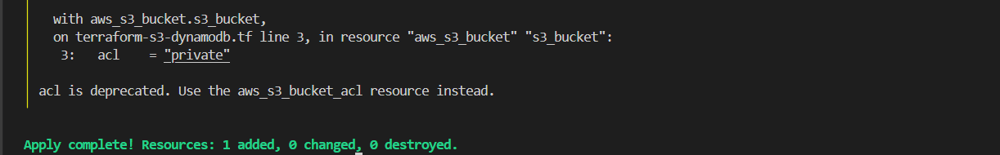 with aws_s3_bucket.s3_bucket,
on terraform-s3-dynamodb.tf line 3, in resource "aws_s3_bucket" "s3_bucket":
3:   acl    = "private"
acl is deprecated. Use the aws_s3_bucket_acl resource instead.
Apply complete! Resources: 1 added, 0 changed, 0 destroyed.